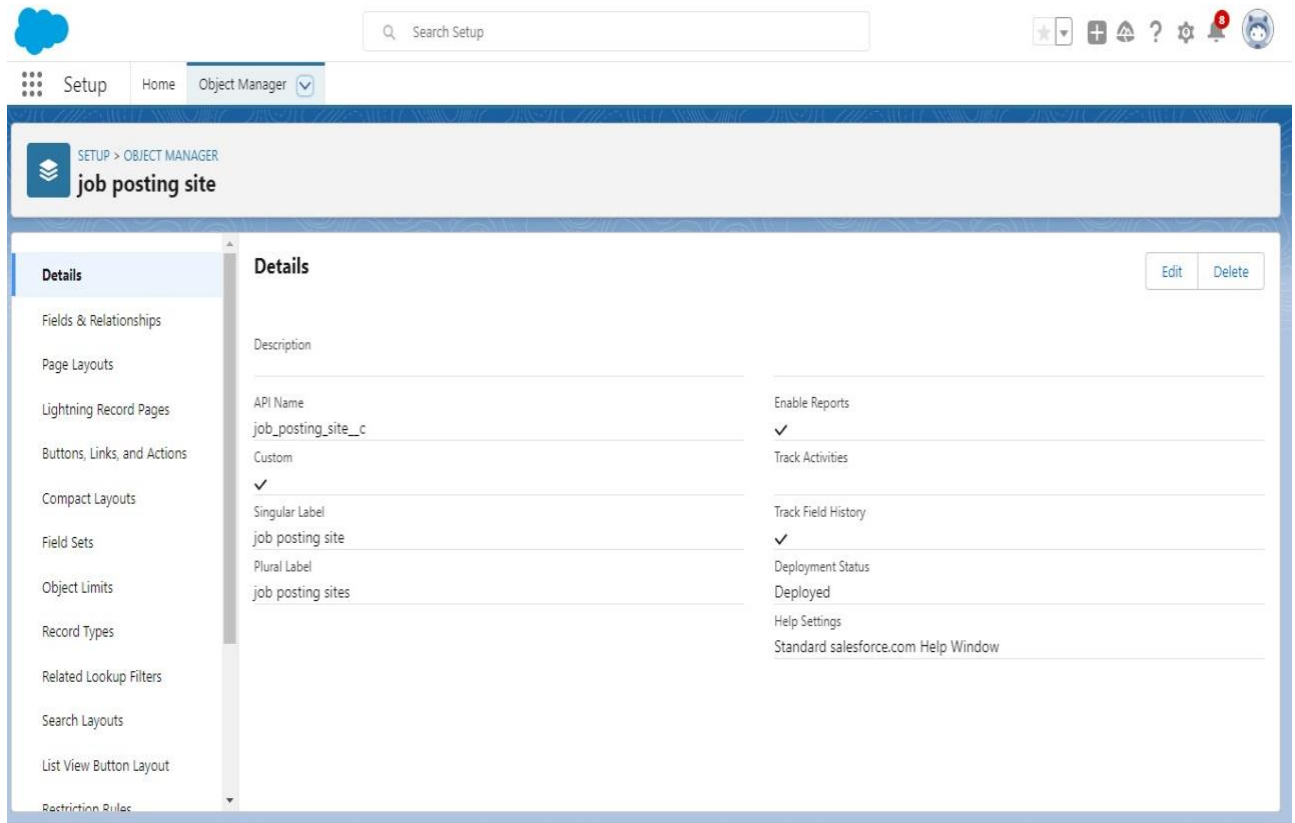 Search Setup
8
Setup
Home
Object Manager
SETUP > OBJECT MANAGER
job posting site
Details
Fields & Relationships
Page Layouts
Lightning Record Pages
Buttons, Links, and Actions
Compact Layouts
Field Sets
Object Limits
Record Types
Related Lookup Filters
Search Layouts
List View Button Layout
Restriction Rules
Details
Edit
Delete
Description
API Name
job_posting_site__c
Custom
Singular Label
job posting site
Plural Label
job posting sites
Enable Reports
Track Activities
Track Field History
Deployment Status
Deployed
Help Settings
Standard salesforce.com Help Window